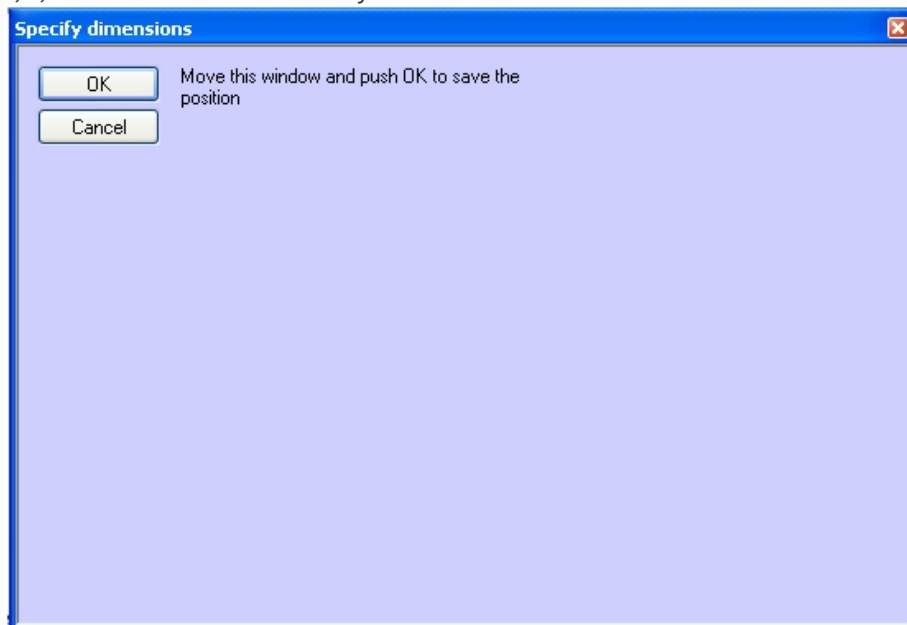 Specify dimensions
OK
Move this window and push OK to save the
position
Cancel